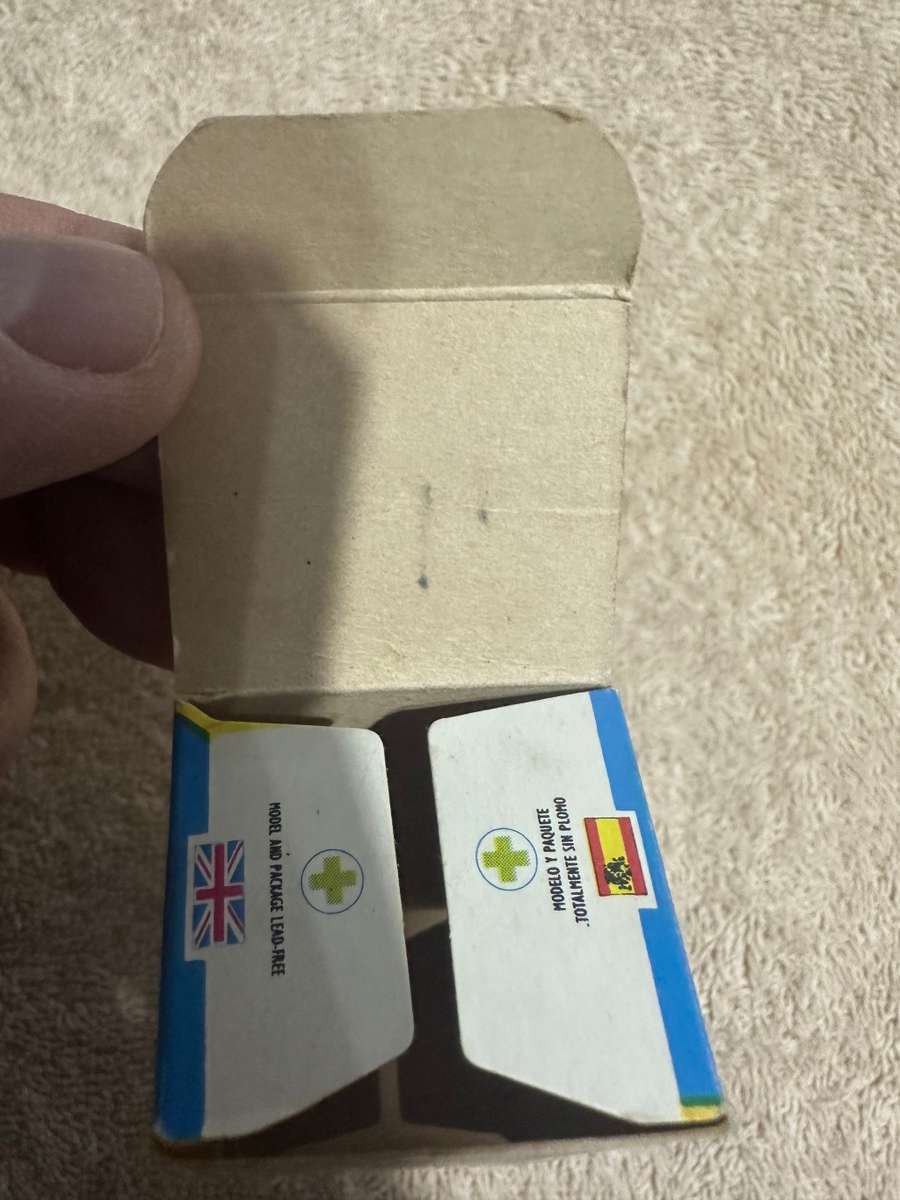 MODEL AND PACKAGE LEAD-FREE
MODELO Y PAQUETE
.TOTALMENTE SIN PLOMO